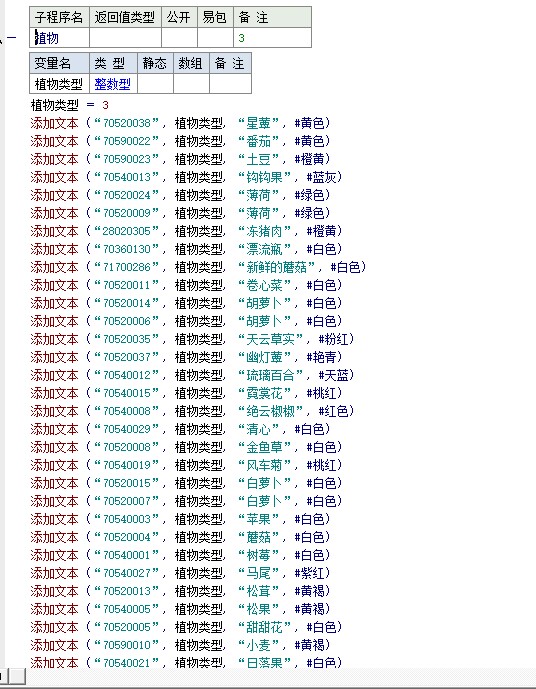 子程序名 返回值类型 公开 易包 备 注
植物 3
变量名 类 型 静态 数组 备 注
植物类型 整数型
植物类型 = 3
添加文本 (“70520038”, 植物类型, “星蕈”, #黄色)
添加文本 (“70590022”, 植物类型, “番茄”, #黄色)
添加文本 (“70590023”, 植物类型, “土豆”, #橙黄)
添加文本 (“70540013”, 植物类型, “钩钩果”, #蓝灰)
添加文本 (“70520024”, 植物类型, “薄荷”, #绿色)
添加文本 (“70520009”, 植物类型, “薄荷”, #绿色)
添加文本 (“28020305”, 植物类型, “冻猪肉”, #橙黄)
添加文本 (“70360130”, 植物类型, “漂流瓶”, #白色)
添加文本 (“71700286”, 植物类型, “新鲜的蘑菇”, #白色)
添加文本 (“70520011”, 植物类型, “卷心菜”, #白色)
添加文本 (“70520014”, 植物类型, “胡萝卜”, #白色)
添加文本 (“70520006”, 植物类型, “胡萝卜”, #白色)
添加文本 (“70520035”, 植物类型, “天云草实”, #粉红)
添加文本 (“70520037”, 植物类型, “幽灯蕈”, #艳青)
添加文本 (“70540012”, 植物类型, “琉璃百合”, #天蓝)
添加文本 (“70540015”, 植物类型, “霓裳花”, #桃红)
添加文本 (“70540008”, 植物类型, “绝云椒椒”, #红色)
添加文本 (“70540029”, 植物类型, “清心”, #白色)
添加文本 (“70520008”, 植物类型, “金鱼草”, #白色)
添加文本 (“70540019”, 植物类型, “风车菊”, #桃红)
添加文本 (“70520015”, 植物类型, “白萝卜”, #白色)
添加文本 (“70520007”, 植物类型, “白萝卜”, #白色)
添加文本 (“70540003”, 植物类型, “苹果”, #白色)
添加文本 (“70520004”, 植物类型, “蘑菇”, #白色)
添加文本 (“70540001”, 植物类型, “树莓”, #白色)
添加文本 (“70540027”, 植物类型, “马尾”, #紫红)
添加文本 (“70520013”, 植物类型, “松茸”, #黄褐)
添加文本 (“70540005”, 植物类型, “松果”, #黄褐)
添加文本 (“70520005”, 植物类型, “甜甜花”, #白色)
添加文本 (“70590010”, 植物类型, “小麦”, #黄褐)
添加文本 (“70540021”, 植物类型, “日落果”, #白色)